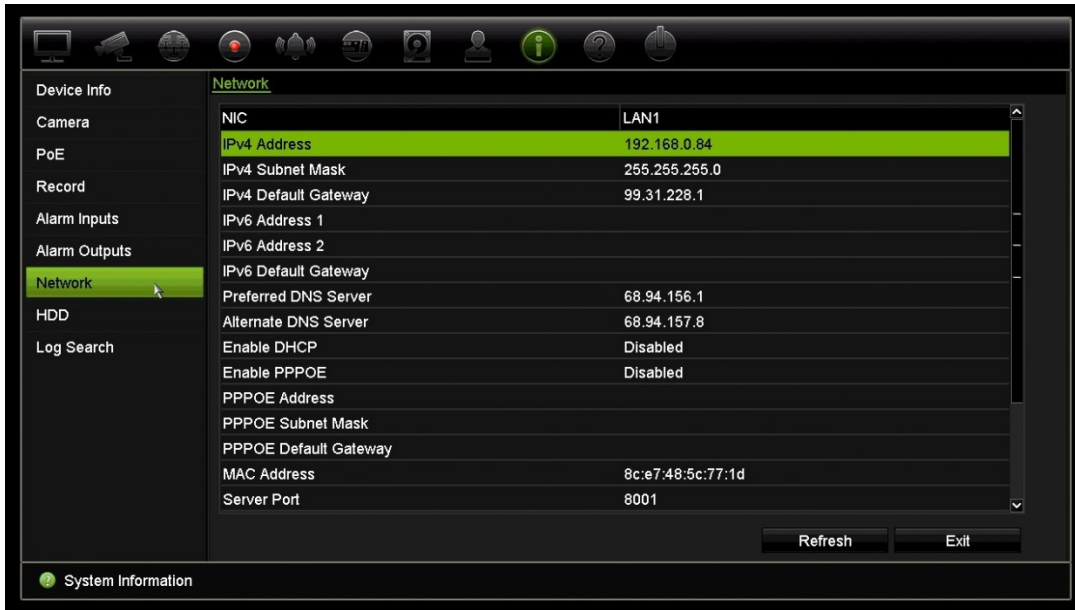 Device Info
Camera
PoE
Record
Alarm Inputs
Alarm Outputs
Network
HDD
Log Search
Network
NIC LAN1
IPv4 Address 192.168.0.84
IPv4 Subnet Mask 255.255.255.0
IPv4 Default Gateway 99.31.228.1
IPv6 Address 1
IPv6 Address 2
IPv6 Default Gateway
Preferred DNS Server 68.94.156.1
Alternate DNS Server 68.94.157.8
Enable DHCP Disabled
Enable PPPOE Disabled
PPPOE Address
PPPOE Subnet Mask
PPPOE Default Gateway
MAC Address 8c:e7:48:5c:77:1d
Server Port 8001
Refresh Exit
System Information